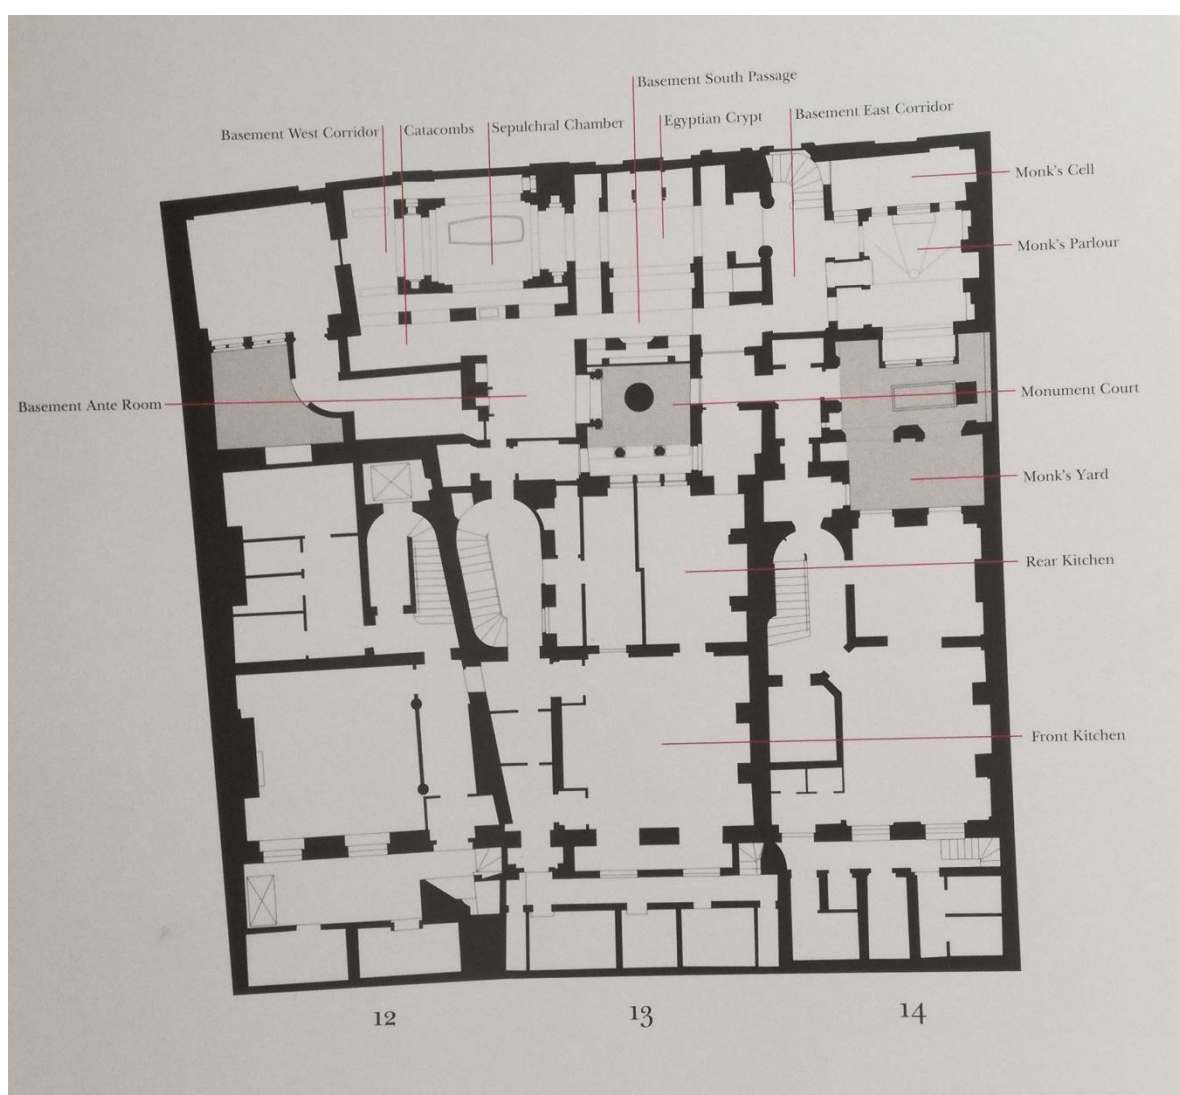 Basement South Passage
Basement West Corridor
Catacombs
Sepulchral Chamber
Egyptian Crypt
Basement East Corridor
Monk's Cell
Monk's Parlour
Basement Ante Room
Monument Court
Monk's Yard
Rear Kitchen
Front Kitchen
12
13
14